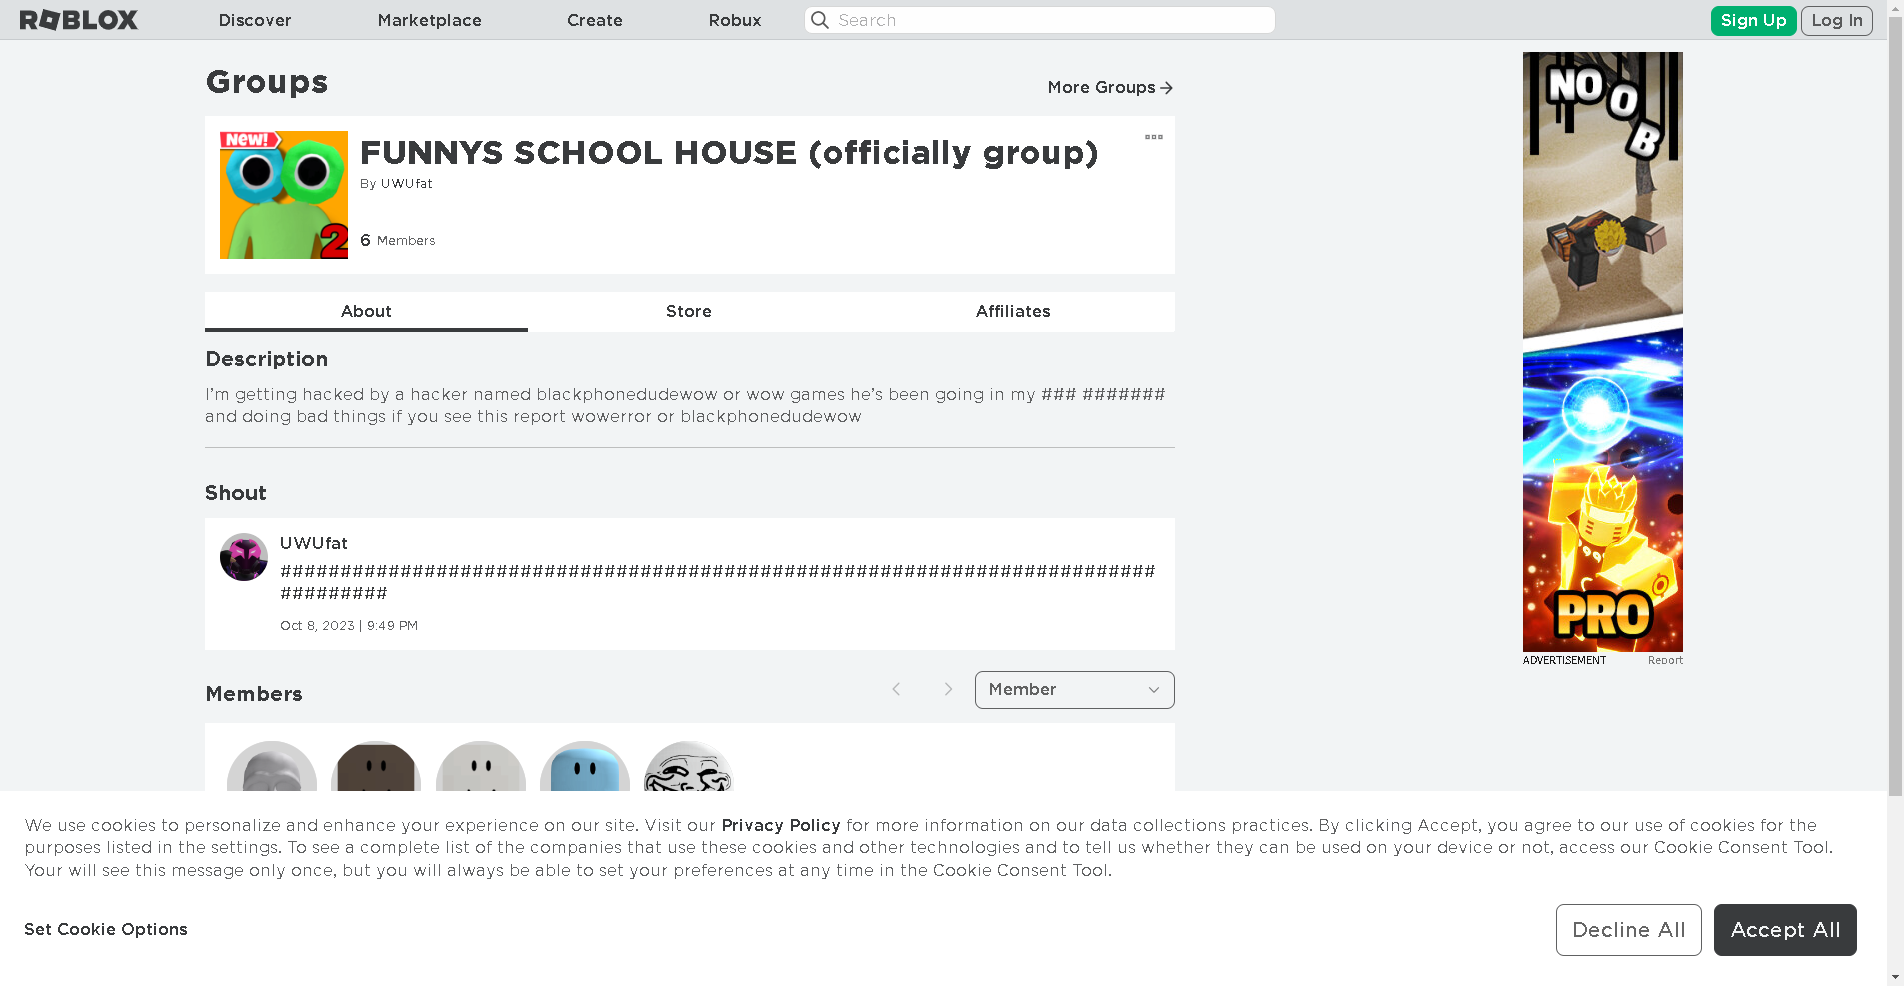 ROBLOX
Discover
Marketplace
Create
Robux
Search
Sign Up
Log In
Groups
More Groups
New!
2
FUNNYS SCHOOL HOUSE (officially group)
By UWUfat
6 Members
About
Store
Affiliates
Description
I'm getting hacked by a hacker named blackphonedudewow or wow games he's been going in my ### #######
and doing bad things if you see this report wowerror or blackphonedudewow
Shout
UWUfat
#########################################################################
#########
Oct 8, 2023 | 9:49 PM
Members
Member
NOOB
PRO
ADVERTISEMENT
Report
We use cookies to personalize and enhance your experience on our site. Visit our Privacy Policy for more information on our data collections practices. By clicking Accept, you agree to our use of cookies for the
purposes listed in the settings. To see a complete list of the companies that use these cookies and other technologies and to tell us whether they can be used on your device or not, access our Cookie Consent Tool.
Your will see this message only once, but you will always be able to set your preferences at any time in the Cookie Consent Tool.
Set Cookie Options
Decline All
Accept All